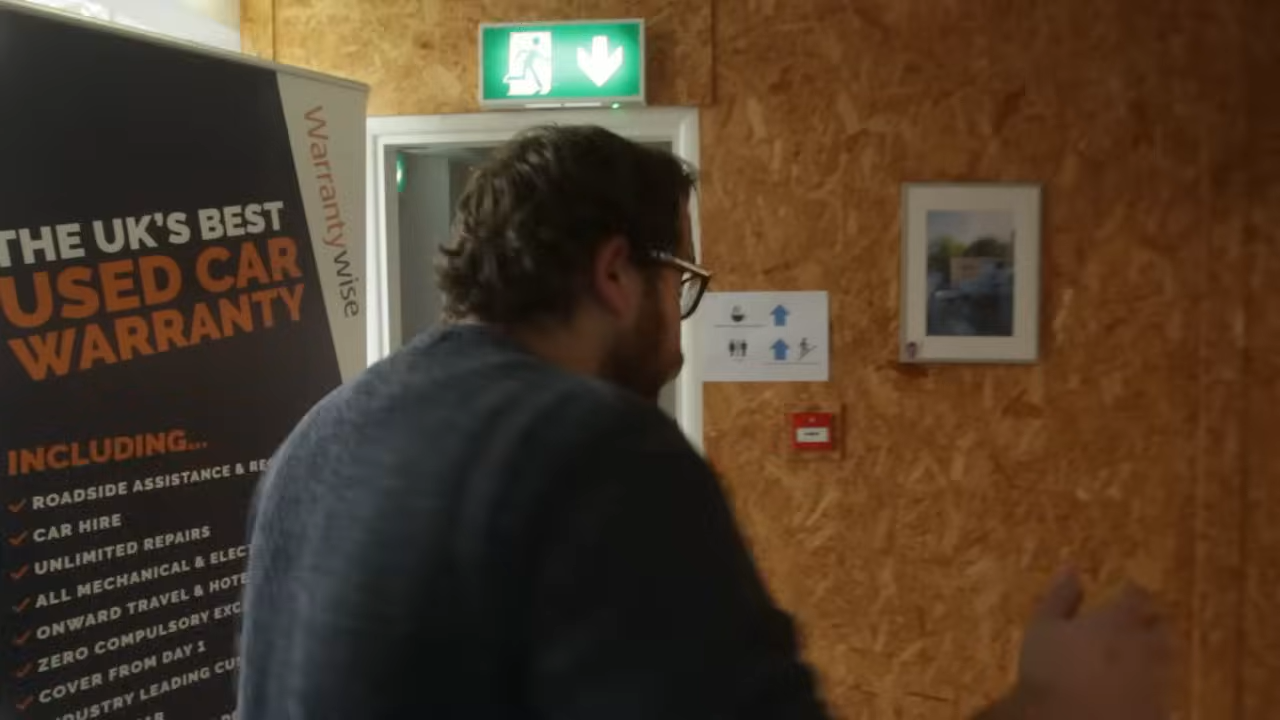 Warrantywise
THE UK'S BEST
USED CAR
WARRANTY
INCLUDING...
ROADSIDE ASSISTANCE &
CAR HIRE
UNLIMITED REPAIRS
ALL MECHANICAL &
ONWARD TRAVEL &
ZERO COMPULSORY
COVER FROM DAY 1
LEADING